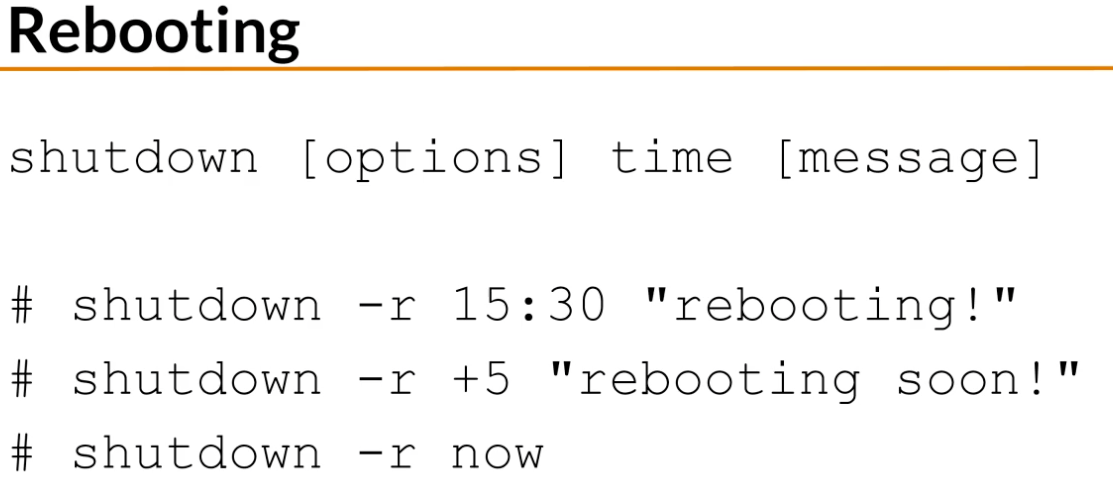 Rebooting
shutdown [options] time [message]
# shutdown -r 15:30 "rebooting!"
# shutdown -r +5 "rebooting soon!"
# shutdown -r now